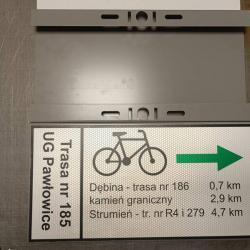 Trasa nr 185
UG Pawłowice
Dębina - trasa nr 186 0,7 km
kamień graniczny 2,9 km
Strumień - tr. nr R4 i 279 4,7 km